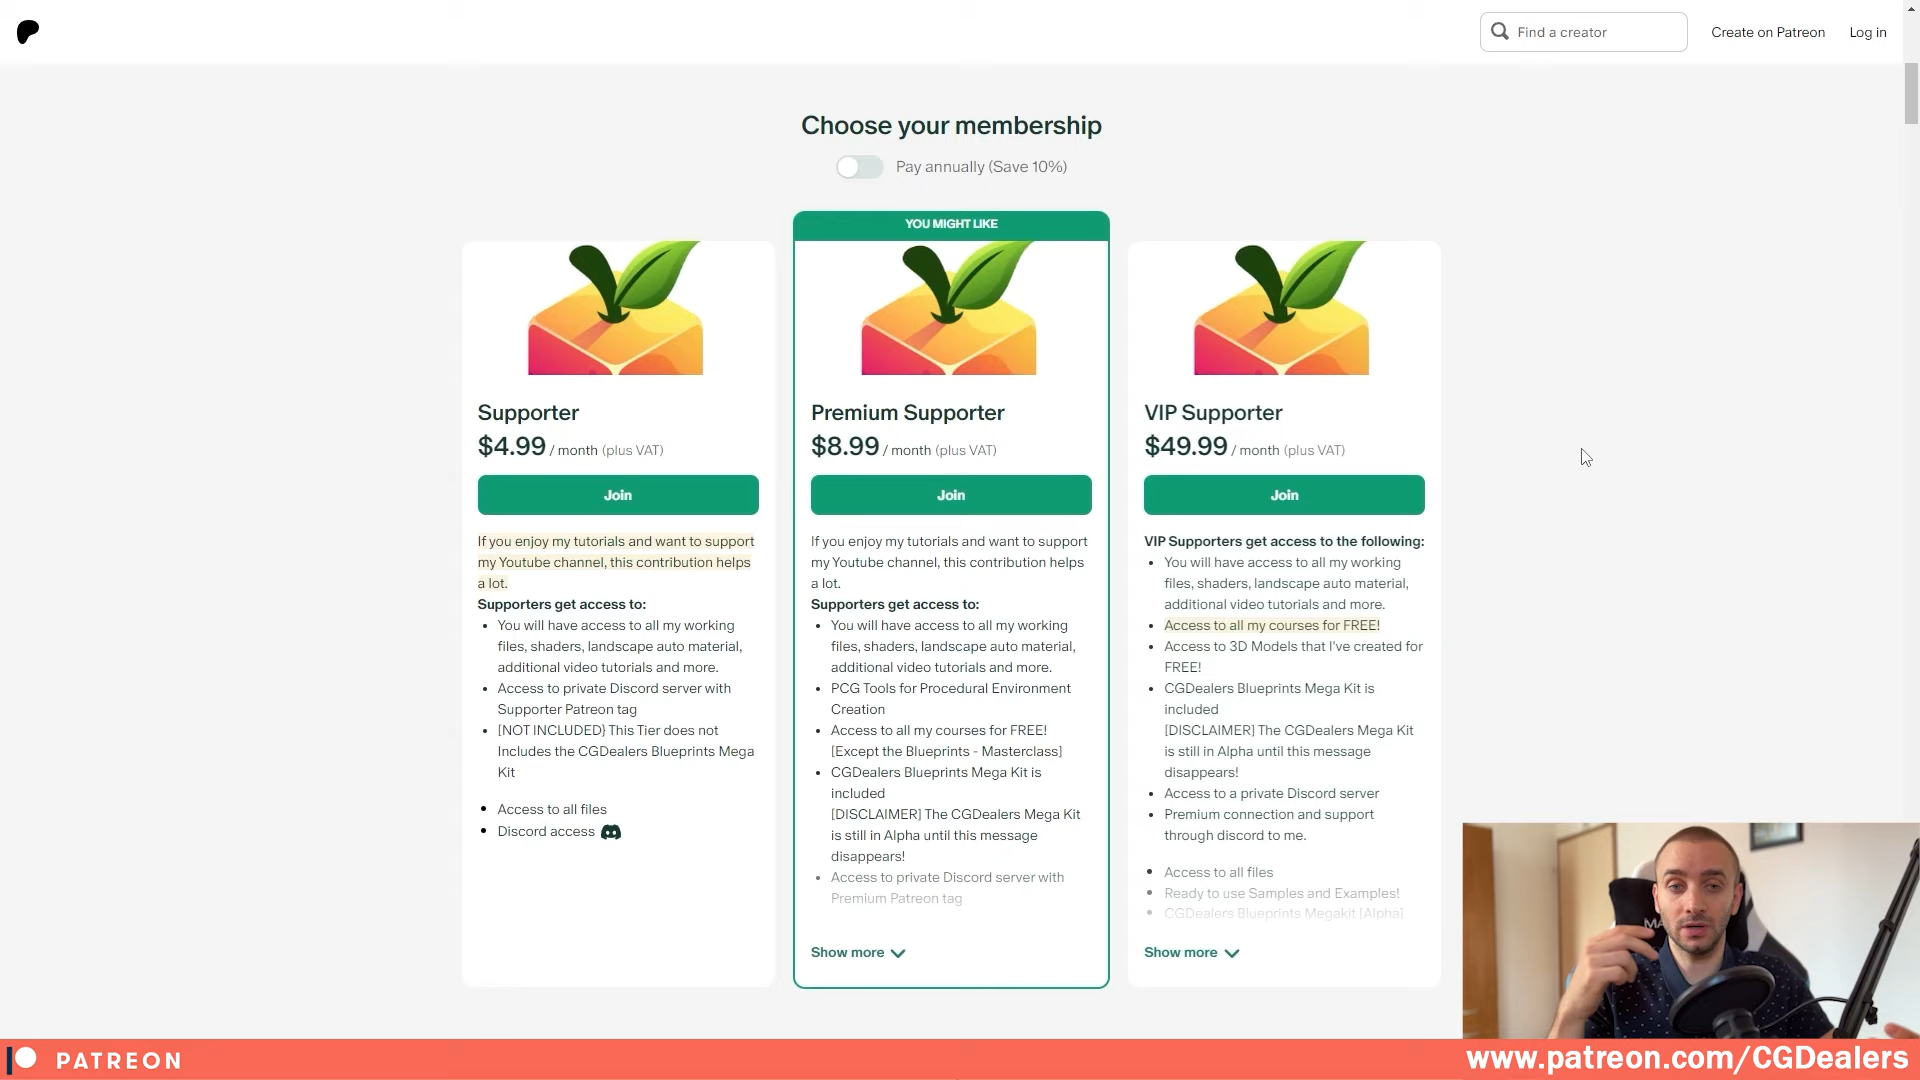 Find a creator
Create on Patreon
Log in
Choose your membership
Pay annually (Save 10%)
YOU MIGHT LIKE
Supporter
$4.99 / month (plus VAT)
Join
If you enjoy my tutorials and want to support
my Youtube channel, this contribution helps
a lot.
Supporters get access to:
• You will have access to all my working
files, shaders, landscape auto material,
additional video tutorials and more.
• Access to private Discord server with
Supporter Patreon tag
• [NOT INCLUDED} This Tier does not
Includes the CGDealers Blueprints Mega
Kit
• Access to all files
• Discord access
Premium Supporter
$8.99 / month (plus VAT)
Join
If you enjoy my tutorials and want to support
my Youtube channel, this contribution helps
a lot.
Supporters get access to:
• You will have access to all my working
files, shaders, landscape auto material,
additional video tutorials and more.
• PCG Tools for Procedural Environment
Creation
• Access to all my courses for FREE!
[Except the Blueprints - Masterclass]
• CGDealers Blueprints Mega Kit is
included
[DISCLAIMER] The CGDealers Mega Kit
is still in Alpha until this message
disappears!
• Access to private Discord server with
Premium Patreon tag
Show more
VIP Supporter
$49.99 / month (plus VAT)
Join
VIP Supporters get access to the following:
• You will have access to all my working
files, shaders, landscape auto material,
additional video tutorials and more.
• Access to all my courses for FREE!
• Access to 3D Models that I've created for
FREE!
• CGDealers Blueprints Mega Kit is
included
[DISCLAIMER] The CGDealers Mega Kit
is still in Alpha until this message
disappears!
• Access to a private Discord server
• Premium connection and support
through discord to me.
• Access to all files
• Ready to use Samples and Examples!
• CGDealers Blueprints Megakit [Alpha]
Show more
PATREON
www.patreon.com/CGDealers